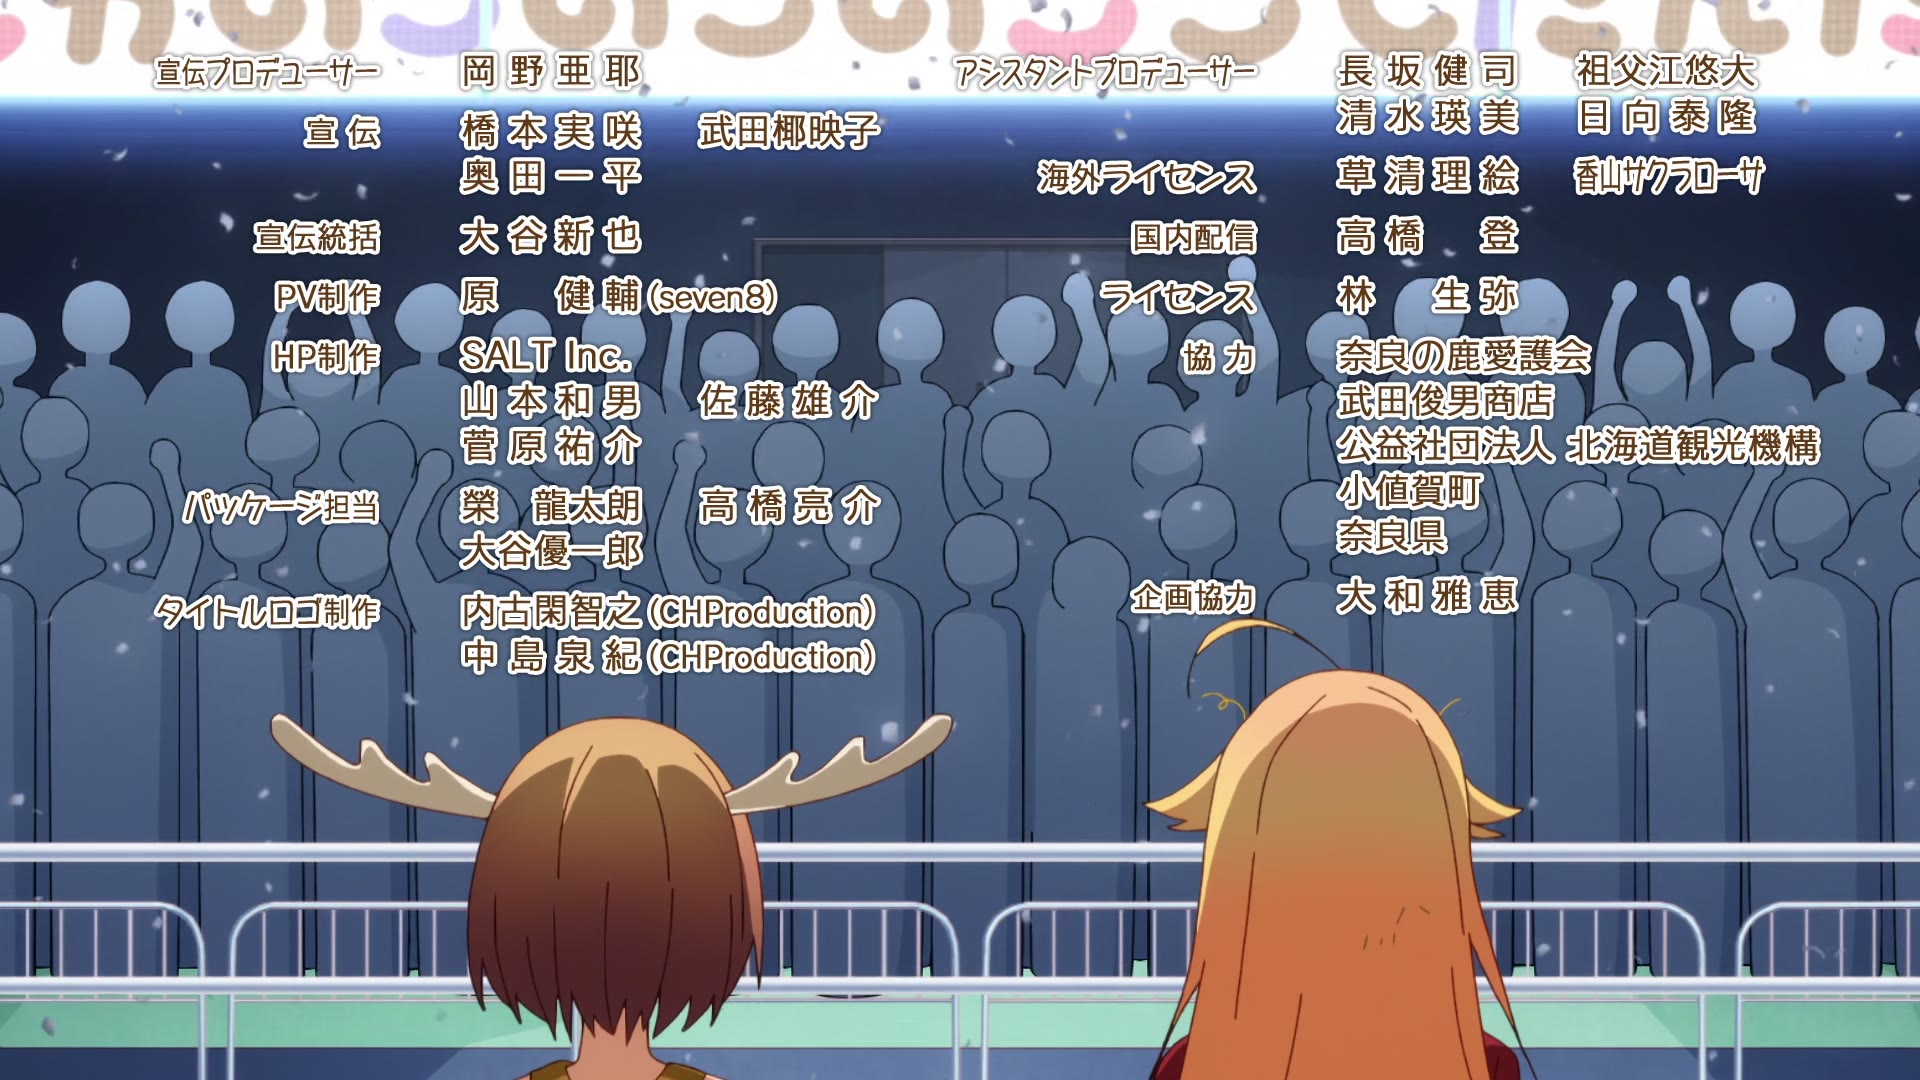 宣伝プロデューサー 岡野亜耶
宣伝 橋本実咲 武田椰映子
奥田一平
宣伝統括 大谷新也
PV制作 原 健輔(seven8)
HP制作 SALT Inc.
山本和男 佐藤雄介
菅原祐介
パッケージ担当 榮 龍太朗 高橋亮介
大谷優一郎
タイトルロゴ制作 内古閑智之(CHProduction)
中島泉紀(CHProduction)
アシスタントプロデューサー 長坂健司 祖父江悠大
清水瑛美 日向泰隆
海外ライセンス 草清理絵 香山サクラローサ
国内配信 高橋 登
ライセンス 林 生弥
協力 奈良の鹿愛護会
武田俊男商店
公益社団法人 北海道観光機構
小値賀町
奈良県
企画協力 大和雅恵